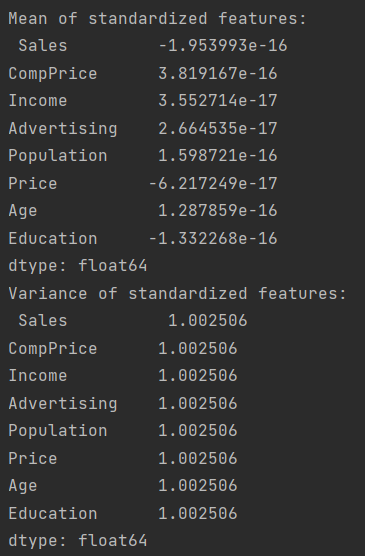 Mean of standardized features:
 Sales         -1.953993e-16
CompPrice      3.819167e-16
Income         3.552714e-17
Advertising    2.664535e-17
Population     1.598721e-16
Price         -6.217249e-17
Age            1.287859e-16
Education     -1.332268e-16
dtype: float64
Variance of standardized features:
 Sales          1.002506
CompPrice      1.002506
Income         1.002506
Advertising    1.002506
Population     1.002506
Price          1.002506
Age            1.002506
Education      1.002506
dtype: float64